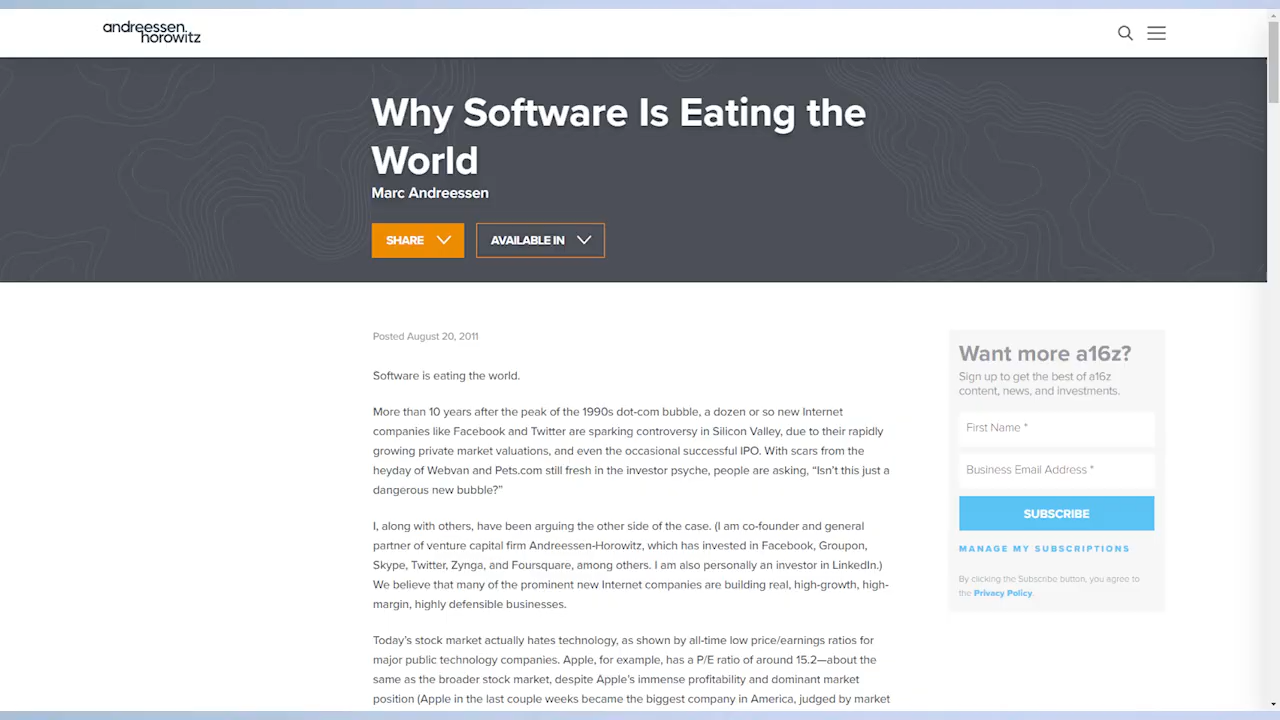 andreessen.
horowitz
Why Software Is Eating the
World
Marc Andreessen
SHARE
AVAILABLE IN
Posted August 20, 2011
Software is eating the world.
More than 10 years after the peak of the 1990s dot-com bubble, a dozen or so new Internet
companies like Facebook and Twitter are sparking controversy in Silicon Valley, due to their rapidly
growing private market valuations, and even the occasional successful IPO. With scars from the
heyday of Webvan and Pets.com still fresh in the investor psyche, people are asking, “Isn’t this just a
dangerous new bubble?”
I, along with others, have been arguing the other side of the case. (I am co-founder and general
partner of venture capital firm Andreessen-Horowitz, which has invested in Facebook, Groupon,
Skype, Twitter, Zynga, and Foursquare, among others. I am also personally an investor in LinkedIn.)
We believe that many of the prominent new Internet companies are building real, high-growth, high-
margin, highly defensible businesses.
Today’s stock market actually hates technology, as shown by all-time low price/earnings ratios for
major public technology companies. Apple, for example, has a P/E ratio of around 15.2—about the
same as the broader stock market, despite Apple’s immense profitability and dominant market
position (Apple in the last couple weeks became the biggest company in America, judged by market
Want more a16z?
Sign up to get the best of a16z
content, news, and investments.
First Name *
Business Email Address *
SUBSCRIBE
MANAGE MY SUBSCRIPTIONS
By clicking the Subscribe button, you agree to
the Privacy Policy.